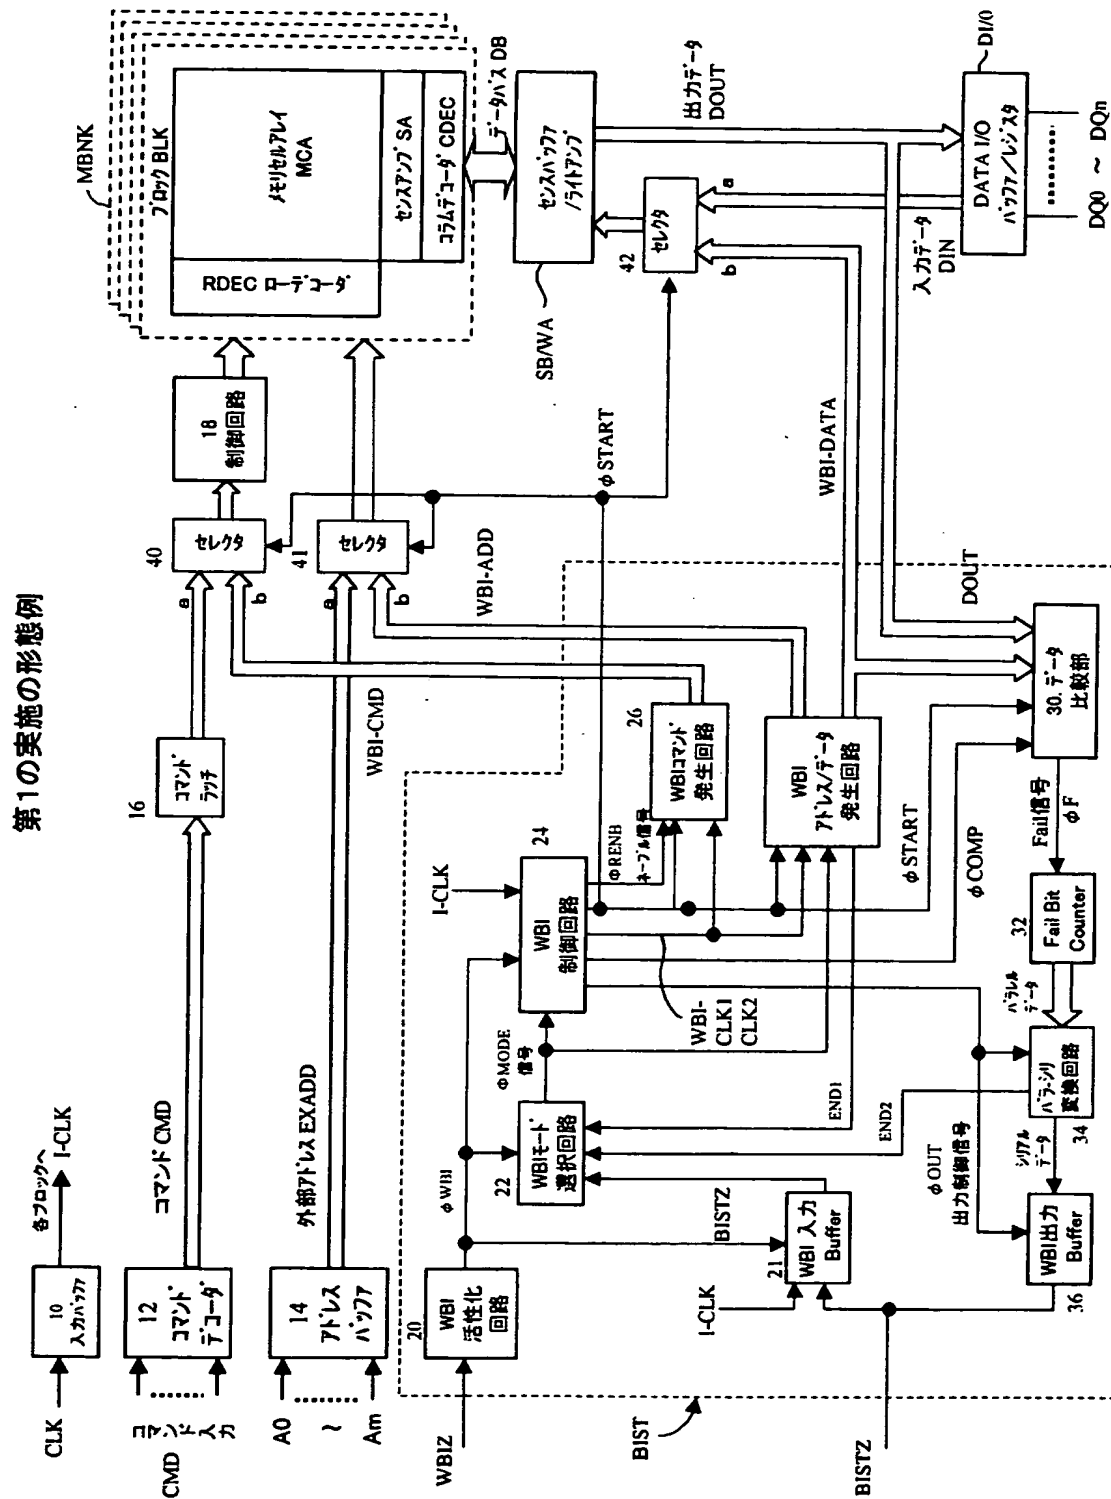 第1の実施の形態例
CLK
10
入力バッファ
各ブロックへ
I-CLK
コマンド入力
CMD
12
コマンド
デコーダ
コマンド CMD
16
コマンド
ラッチ
A0
～
Am
14
アドレス
バッファ
外部アドレス EXADD
40
セレクタ
a
b
41
セレクタ
a
b
18
制御回路
MBNK
ブロック BLK
メモリセルアレイ
MCA
RDEC ローデコーダ
センスアンプ SA
コラムデコーダ CDEC
データバス DB
センスバッファ
/ライトアンプ
SB/WA
42
セレクタ
a
b
出力データ
DOUT
入力データ
DIN
DI/O
DATA I/O
バッファ/レジスタ
DQ0 ～ DQn
WBI-CMD
WBI-ADD
φSTART
WBI-DATA
DOUT
WBIZ
20
WBI
活性化
回路
φWBI
22
WBIモード
選択回路
φMODE
信号
I-CLK
24
WBI
制御回路
φRENB
ネーブル信号
26
WBIコマンド
発生回路
WBI
アドレス/データ
発生回路
WBI-
CLK1
CLK2
φSTART
φCOMP
END1
END2
BISTZ
I-CLK
21
WBI 入力
Buffer
φOUT
出力制御信号
30. データ
比較部
Fail信号
φF
32
Fail Bit
Counter
パラレル
データ
パラ-シリ
変換回路
34
シリアル
データ
WBI出力
Buffer
36
BIST
BISTZ